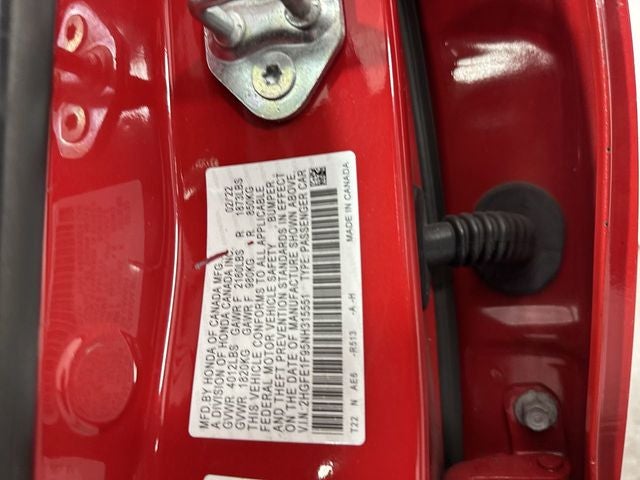 MFD. BY HONDA OF CANADA MFG. 02/22
A DIVISION OF HONDA CANADA INC.
GVWR 4012LBS GAWR F 2160LBS R 1873LBS
GVWR 1820KG GAWR F 980KG R 850KG
THIS VEHICLE CONFORMS TO ALL APPLICABLE
FEDERAL MOTOR VEHICLE SAFETY BUMPER,
AND THEFT PREVENTION STANDARDS IN EFFECT
ON THE DATE OF MANUFACTURE SHOWN ABOVE.
V.I.N. 2HGFE1F95NH315551 TYPE: PASSENGER CAR
T22 N AE6 -R513 -A -H MADE IN CANADA